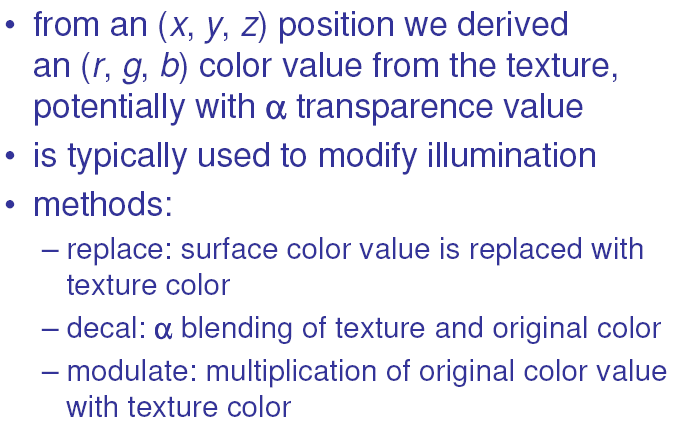 • from an (x, y, z) position we derived
an (r, g, b) color value from the texture,
potentially with α transparence value
• is typically used to modify illumination
• methods:
– replace: surface color value is replaced with
texture color
– decal: α blending of texture and original color
– modulate: multiplication of original color value
with texture color